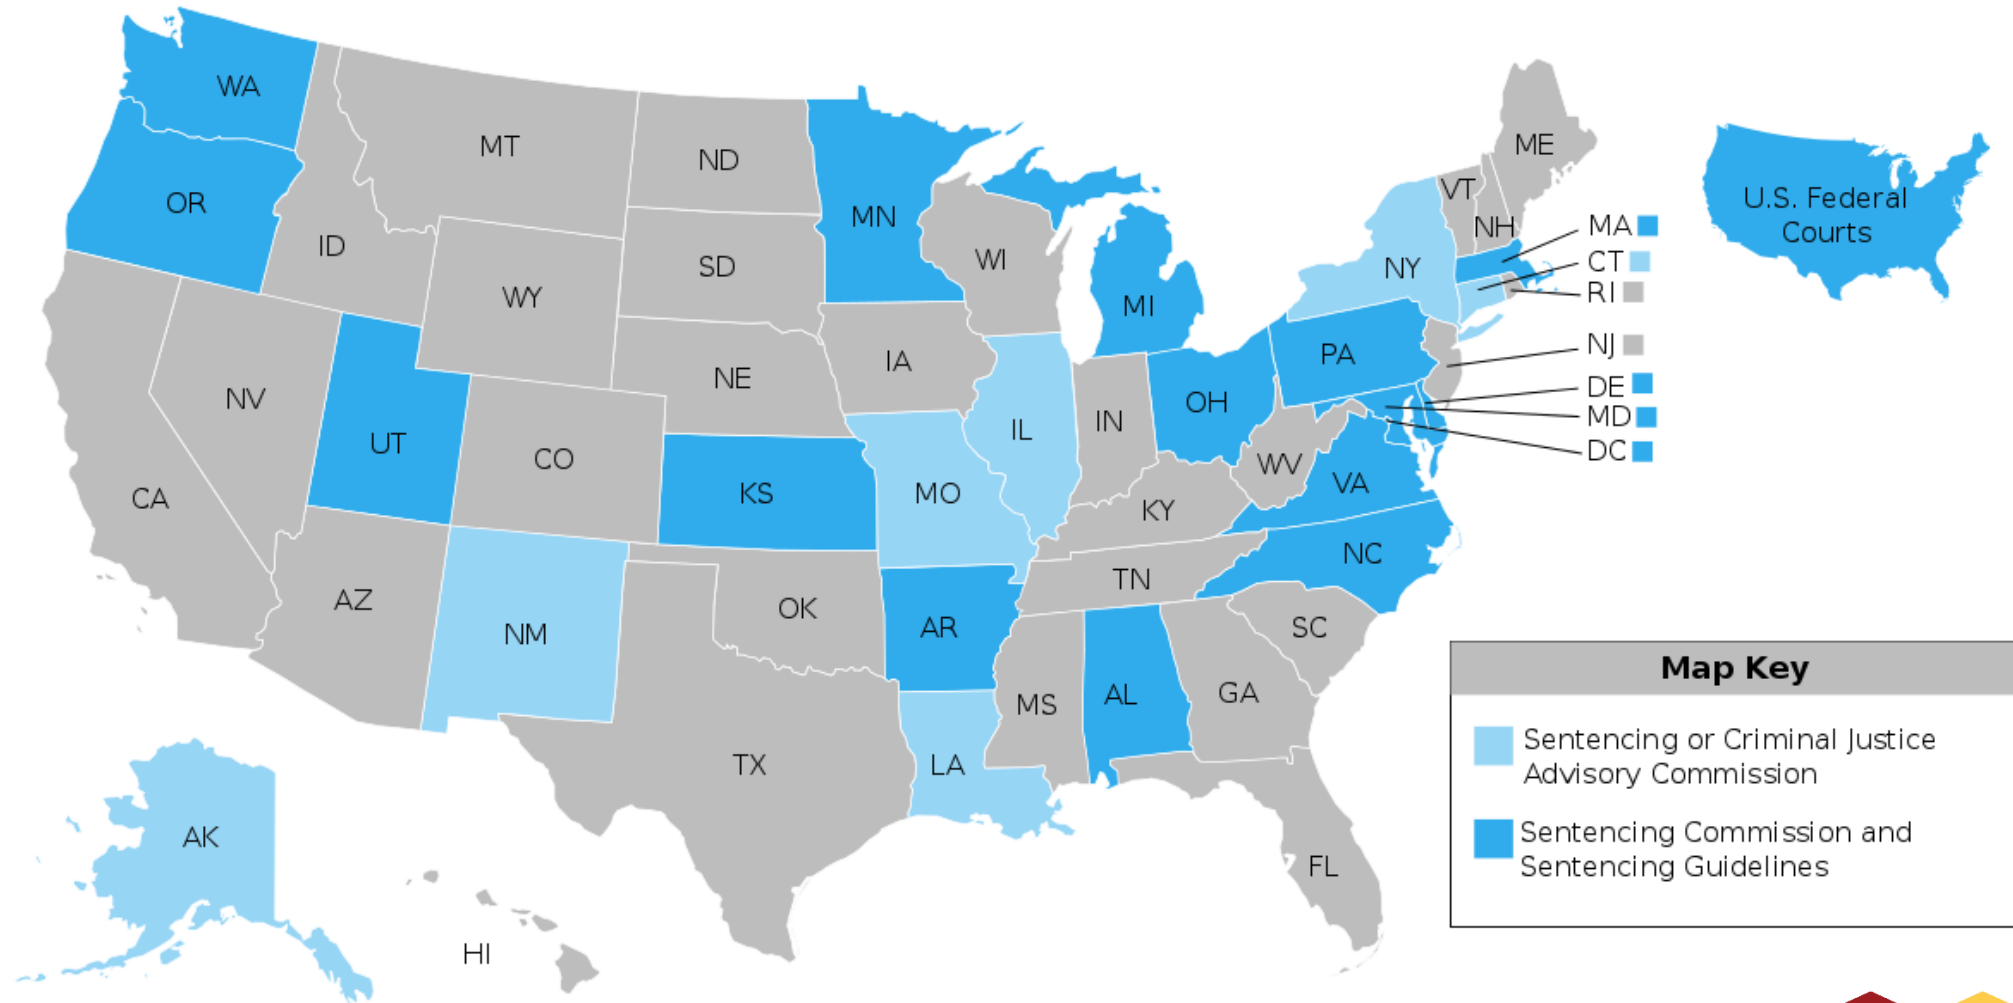 WA
MT
ND
MN
OR
ID
SD
WI
WY
MI
ME
VT
NH
NY
MA
CT
RI
NJ
DE
MD
DC
U.S. Federal
Courts
PA
IA
NE
NV
UT
CO
KS
MO
IL
IN
OH
WV
VA
KY
CA
NC
TN
AZ
NM
OK
AR
SC
MS
AL
GA
TX
LA
FL
AK
HI
Map Key
Sentencing or Criminal Justice
Advisory Commission
Sentencing Commission and
Sentencing Guidelines